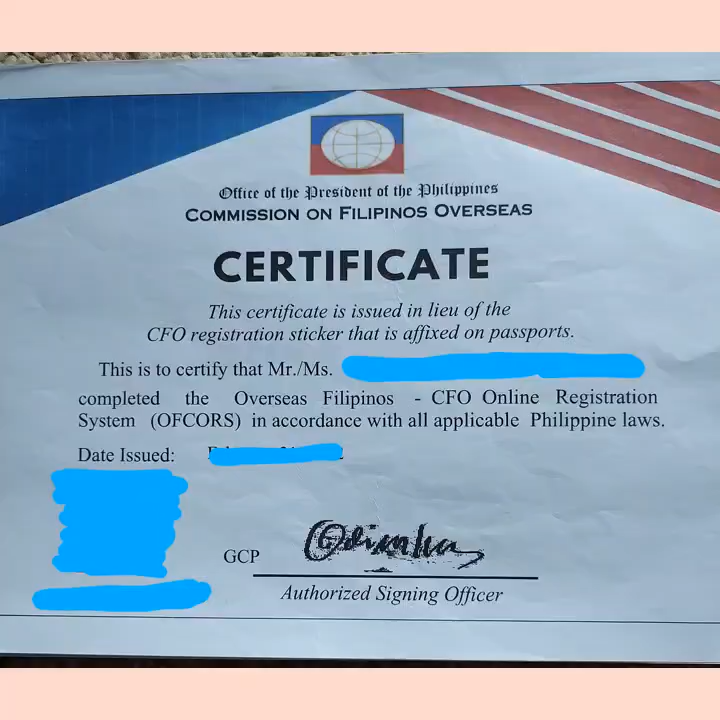 Office of the President of the Philippines
COMMISSION ON FILIPINOS OVERSEAS
CERTIFICATE
This certificate is issued in lieu of the
CFO registration sticker that is affixed on passports.
This is to certify that Mr./Ms.
completed the Overseas Filipinos - CFO Online Registration
System (OFCORS) in accordance with all applicable Philippine laws.
Date Issued:
GCP
Authorized Signing Officer